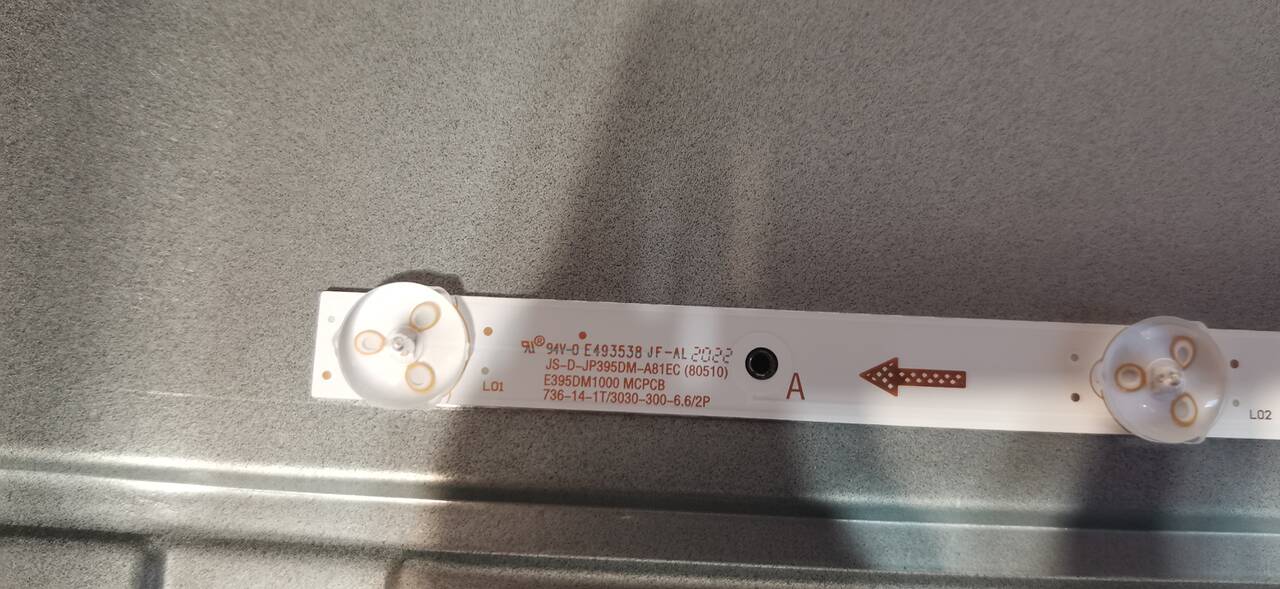 L01
94V-0 E493538 JF-AL 2022
JS-D-JP395DM-A81EC (80510)
E395DM1000 MCPCB
736-14-1T/3030-300-6.6/2P
A
L02